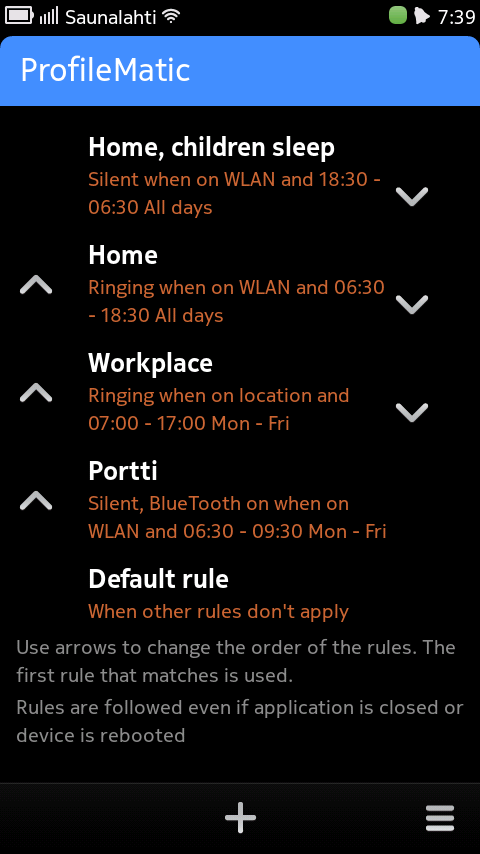 Saunalahti 7:39
ProfileMatic
Home, children sleep
Silent when on WLAN and 18:30 -
06:30 All days
Home
Ringing when on WLAN and 06:30
- 18:30 All days
Workplace
Ringing when on location and
07:00 - 17:00 Mon - Fri
Portti
Silent, BlueTooth on when on
WLAN and 06:30 - 09:30 Mon - Fri
Default rule
When other rules don't apply
Use arrows to change the order of the rules. The
first rule that matches is used.
Rules are followed even if application is closed or
device is rebooted